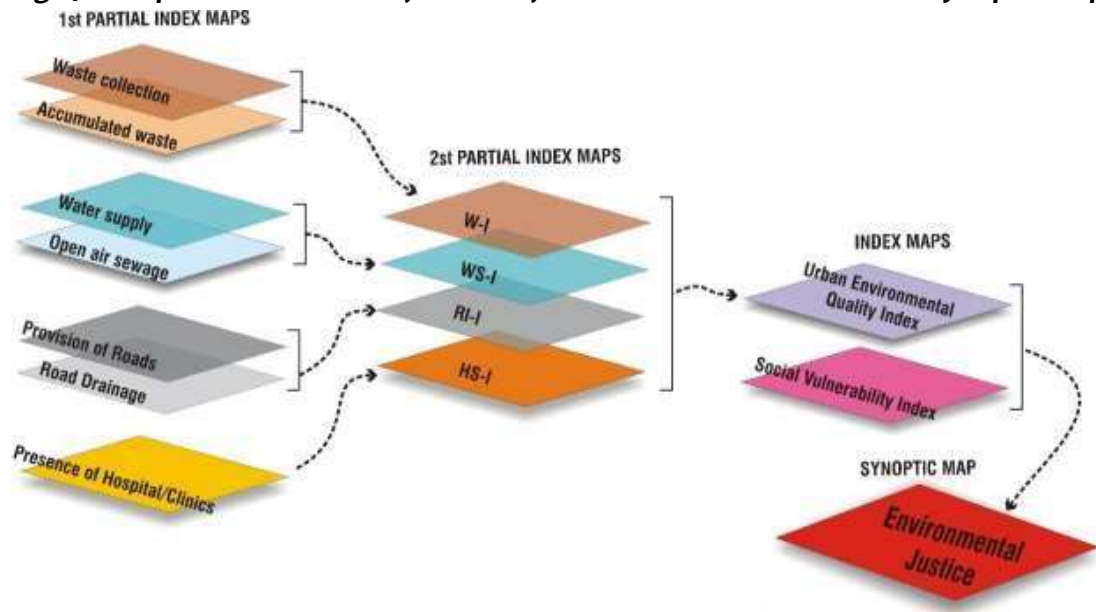 1st PARTIAL INDEX MAPS
Waste collection
Accumulated waste
Water supply
Open air sewage
Provision of Roads
Road Drainage
Presence of Hospital/Clinics
2st PARTIAL INDEX MAPS
W-I
WS-I
RI-I
HS-I
INDEX MAPS
Urban Environmental
Quality Index
Social Vulnerability Index
SYNOPTIC MAP
Environmental
Justice